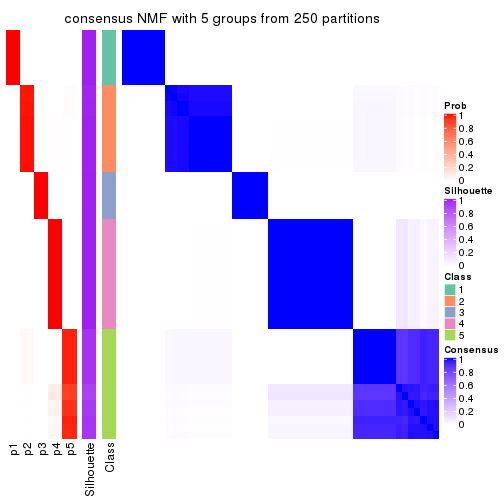 consensus NMF with 5 groups from 250 partitions
Prob
1
0.8
0.6
0.4
0.2
0
Silhouette
1
0.8
0.6
0.4
0.2
0
Class
1
2
3
4
5
Consensus
1
0.8
0.6
0.4
0.2
0
p1
p2
p3
p4
p5
Silhouette
Class